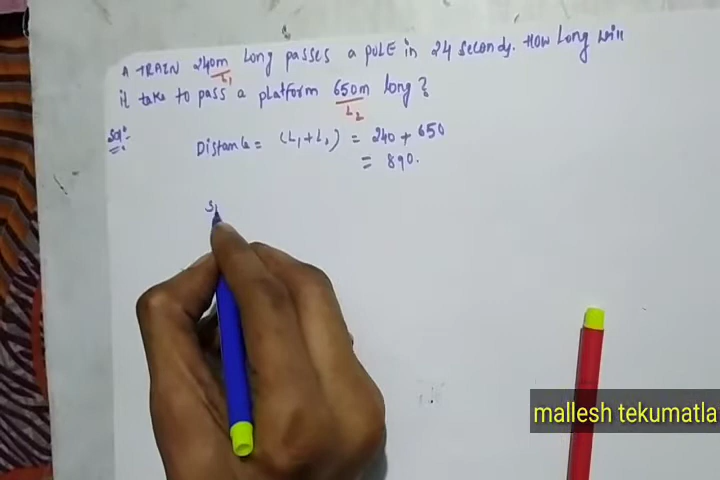 A TRAIN 240m Long passes a POLE in 24 seconds. HOW Long will
L1
it take to pass a platform 650m long?
L2
Sol:-
Distance = (L1+L2) = 240 + 650
= 890.
S
mallesh tekumatla